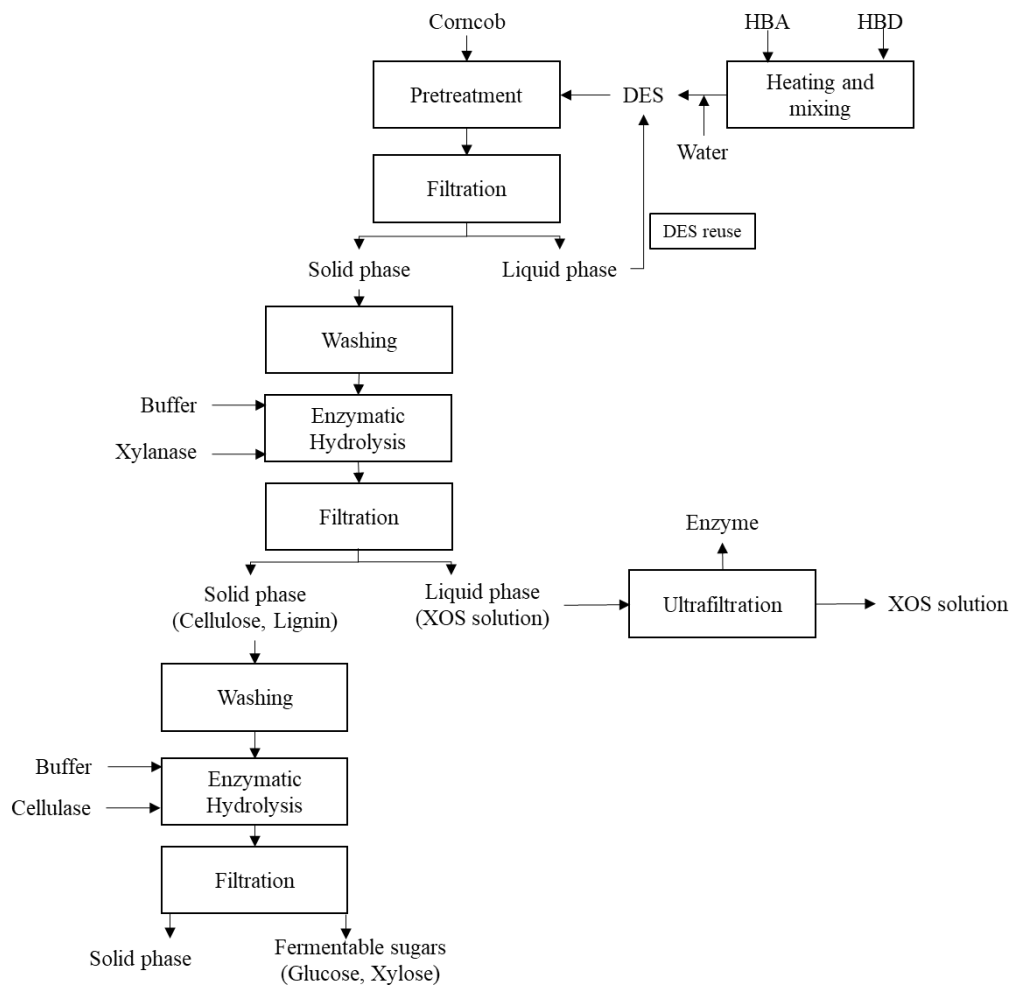 Corncob
HBA
HBD
Pretreatment
DES
Heating and
mixing
Water
Filtration
DES reuse
Solid phase
Liquid phase
Washing
Buffer
Enzymatic
Hydrolysis
Xylanase
Filtration
Enzyme
Solid phase
(Cellulose, Lignin)
Liquid phase
(XOS solution)
Ultrafiltration
XOS solution
Washing
Buffer
Enzymatic
Hydrolysis
Cellulase
Filtration
Solid phase
Fermentable sugars
(Glucose, Xylose)